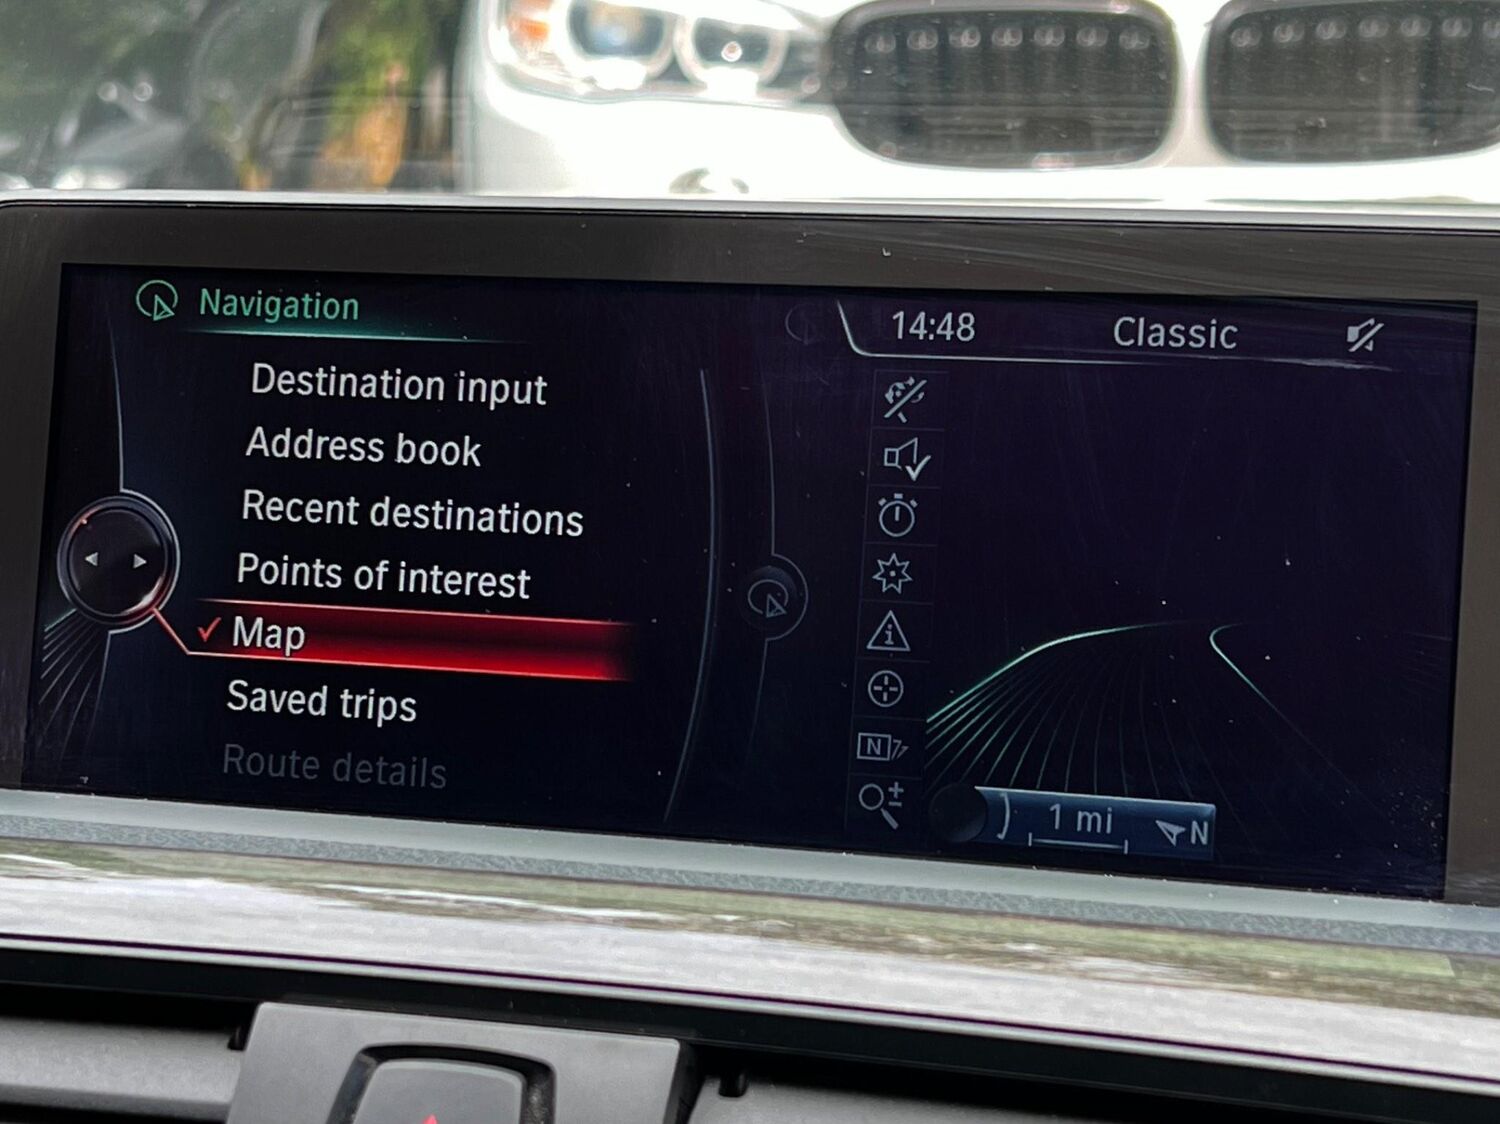 Navigation
14:48 Classic
Destination input
Address book
Recent destinations
Points of interest
Map
Saved trips
Route details
N
1 mi N